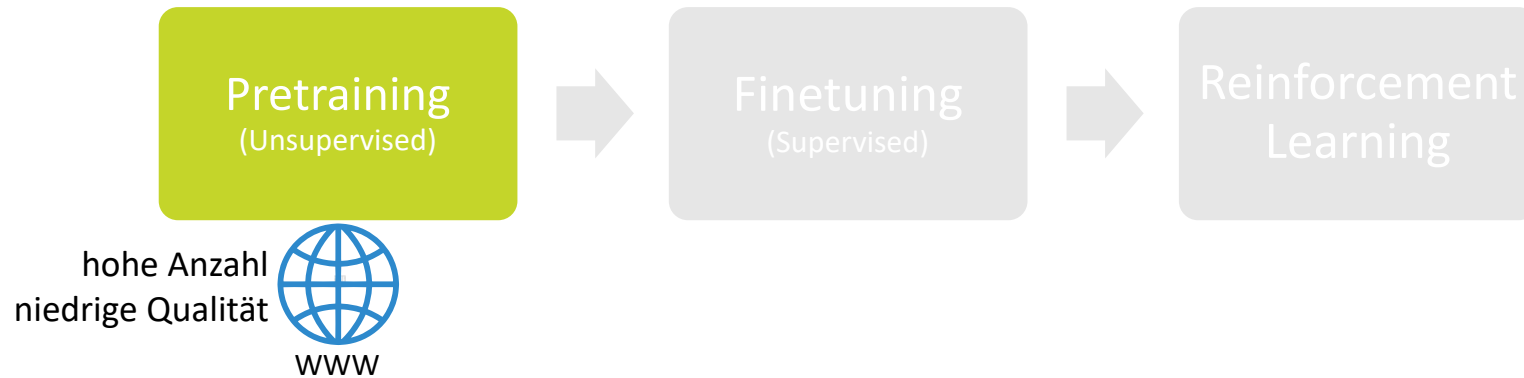 Pretraining
(Unsupervised)
Finetuning
(Supervised)
Reinforcement
Learning
hohe Anzahl
niedrige Qualität
www